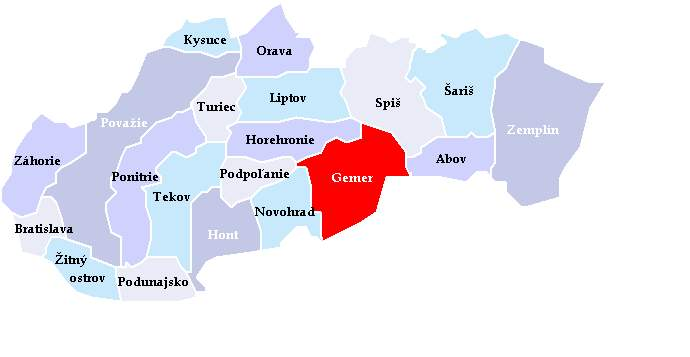 Kysuce
Orava
Liptov
Spiš
Šariš
Turiec
Považie
Zemplín
Horehronie
Záhorie
Abov
Podpoľanie
Gemer
Ponitrie
Tekov
Novohrad
Bratislava
Hont
Žitný
ostrov
Podunajsko